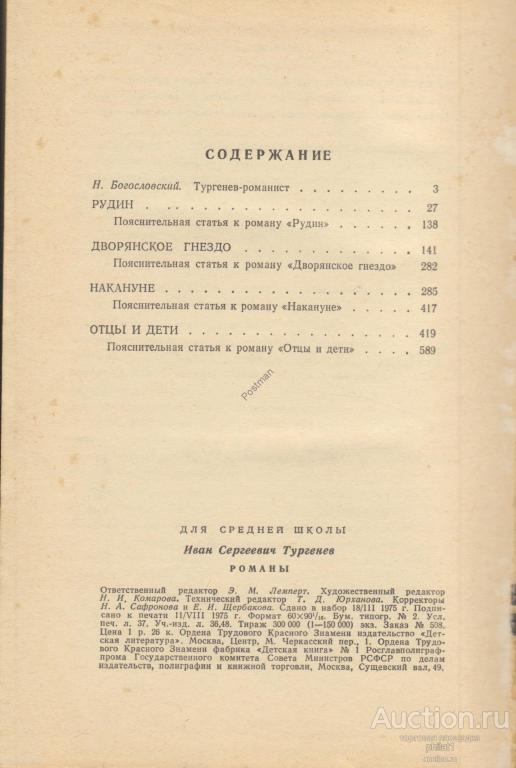 СОДЕРЖАНИЕ
Н. Богословский. Тургенев-романист . . . . . . . . . . 3
РУДИН . . . . . . . . . . . . . . . . . 27
Пояснительная статья к роману «Рудин» . . . . . . . 138
ДВОРЯНСКОЕ ГНЕЗДО . . . . . . . . . . . . 141
Пояснительная статья к роману «Дворянское гнездо» 282
НАКАНУНЕ . . . . . . . . . . . . . . . . 285
Пояснительная статья к роману «Накануне» . . . . . . 417
ОТЦЫ И ДЕТИ . . . . . . . . . . . . . . . 419
Пояснительная статья к роману «Отцы и дети» . . . . 589
Postman
ДЛЯ СРЕДНЕЙ ШКОЛЫ
Иван Сергеевич Тургенев
РОМАНЫ
Ответственный редактор Э. М. Лемперт. Художественный редактор
Н. И. Комарова. Технический редактор Т. Д. Юрханова. Корректоры
Н. А. Сафронова и Е. И. Щербакова. Сдано в набор 18/III 1975 г. Подпи-
сано к печати 11/VIII 1975 г. Формат 60×90¹/₁₆. Бум. типогр. № 2. Усл.
печ. л. 37. Уч.-изд. л. 36,48. Тираж 300 000 (1—150 000) экз. Заказ № 508.
Цена 1 р. 26 к. Ордена Трудового Красного Знамени издательство «Дет-
ская литература». Москва, Центр, М. Черкасский пер., 1. Ордена Трудо-
вого Красного Знамени фабрика «Детская книга» № 1 Росглавполиграф-
прома Государственного комитета Совета Министров РСФСР по делам
издательств, полиграфии и книжной торговли, Москва, Сущевский вал, 49.
Auction.ru
торговая площадка
philat1
auction.ru